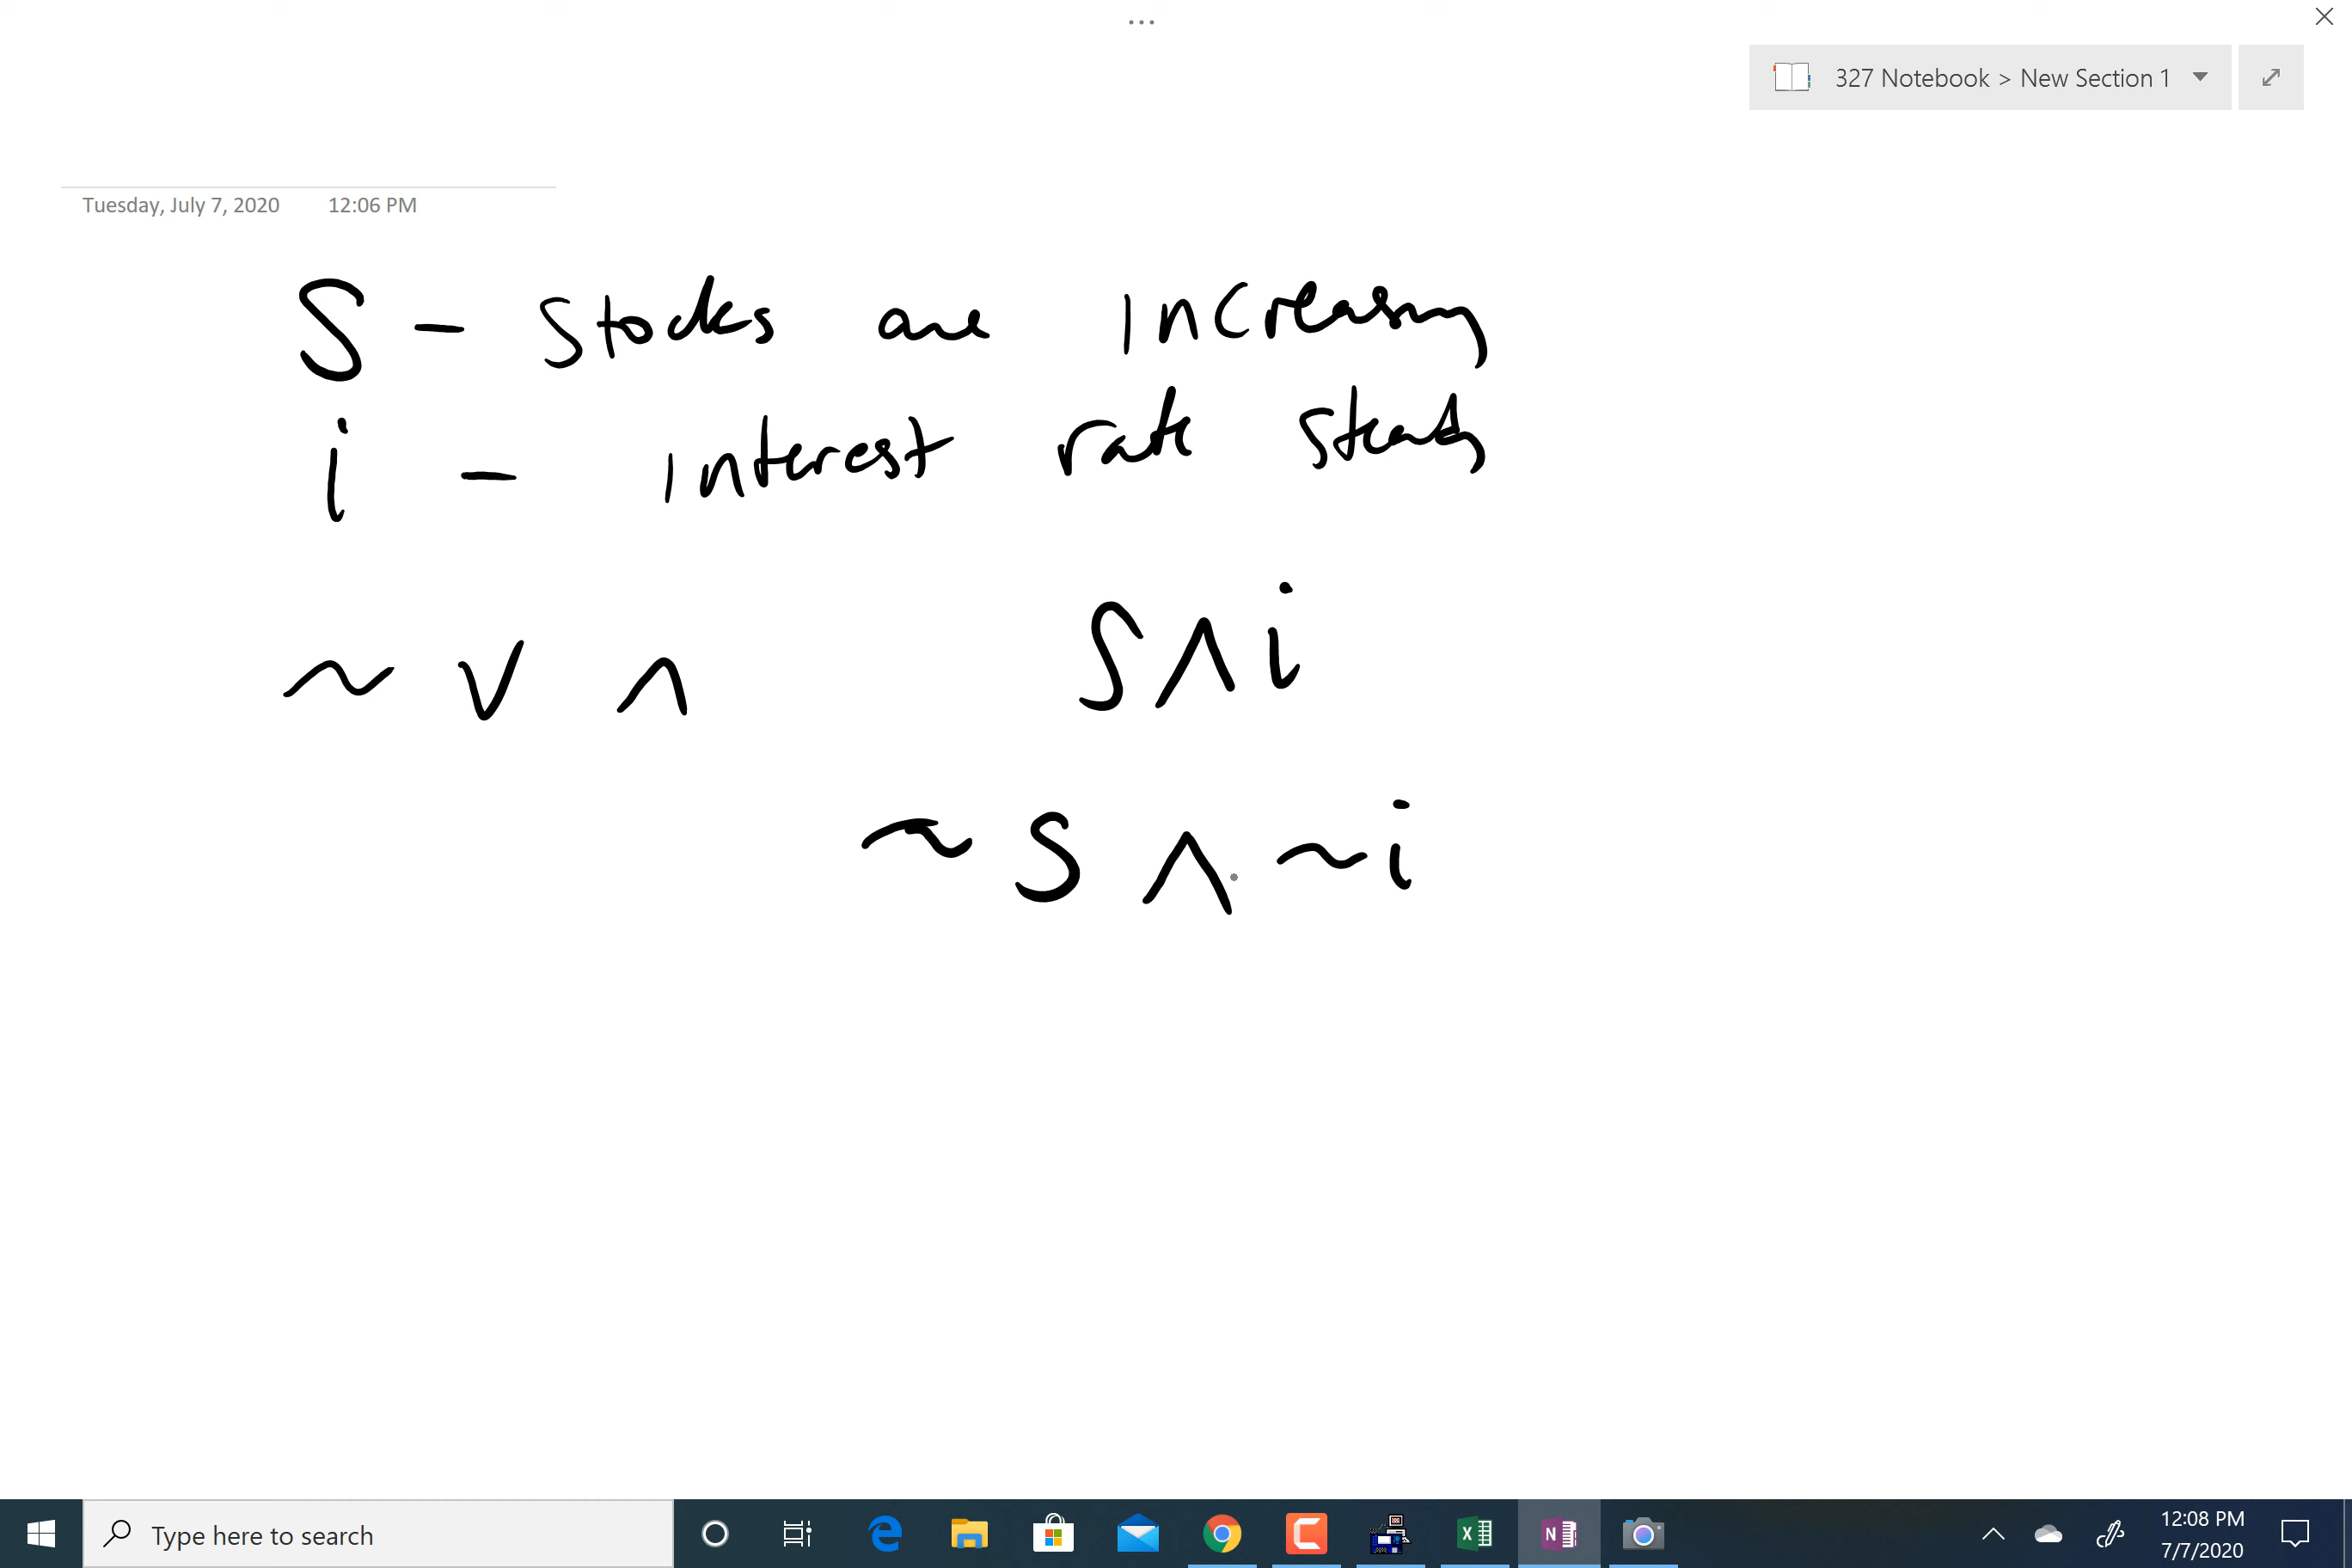 ...
327 Notebook > New Section 1
Tuesday, July 7, 2020 12:06 PM
S – Stocks are increasing
i – interest rate steady
~ ∨ ∧ S ∧ i
~ S ∧ ~ i
Type here to search
12:08 PM
7/7/2020